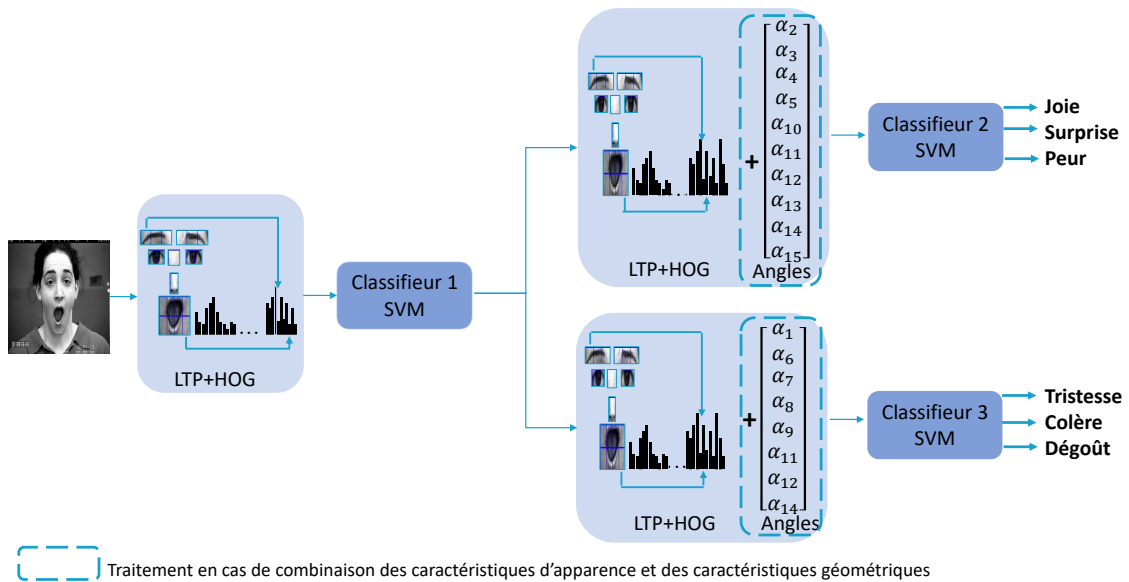 LTP+HOG
Classifieur 1
SVM
LTP+HOG
+
α2
α3
α4
α5
α10
α11
α12
α13
α14
α15
Angles
Classifieur 2
SVM
Joie
Surprise
Peur
LTP+HOG
+
α1
α6
α7
α8
α9
α11
α12
α14
Angles
Classifieur 3
SVM
Tristesse
Colère
Dégoût
Traitement en cas de combinaison des caractéristiques d’apparence et des caractéristiques géométriques